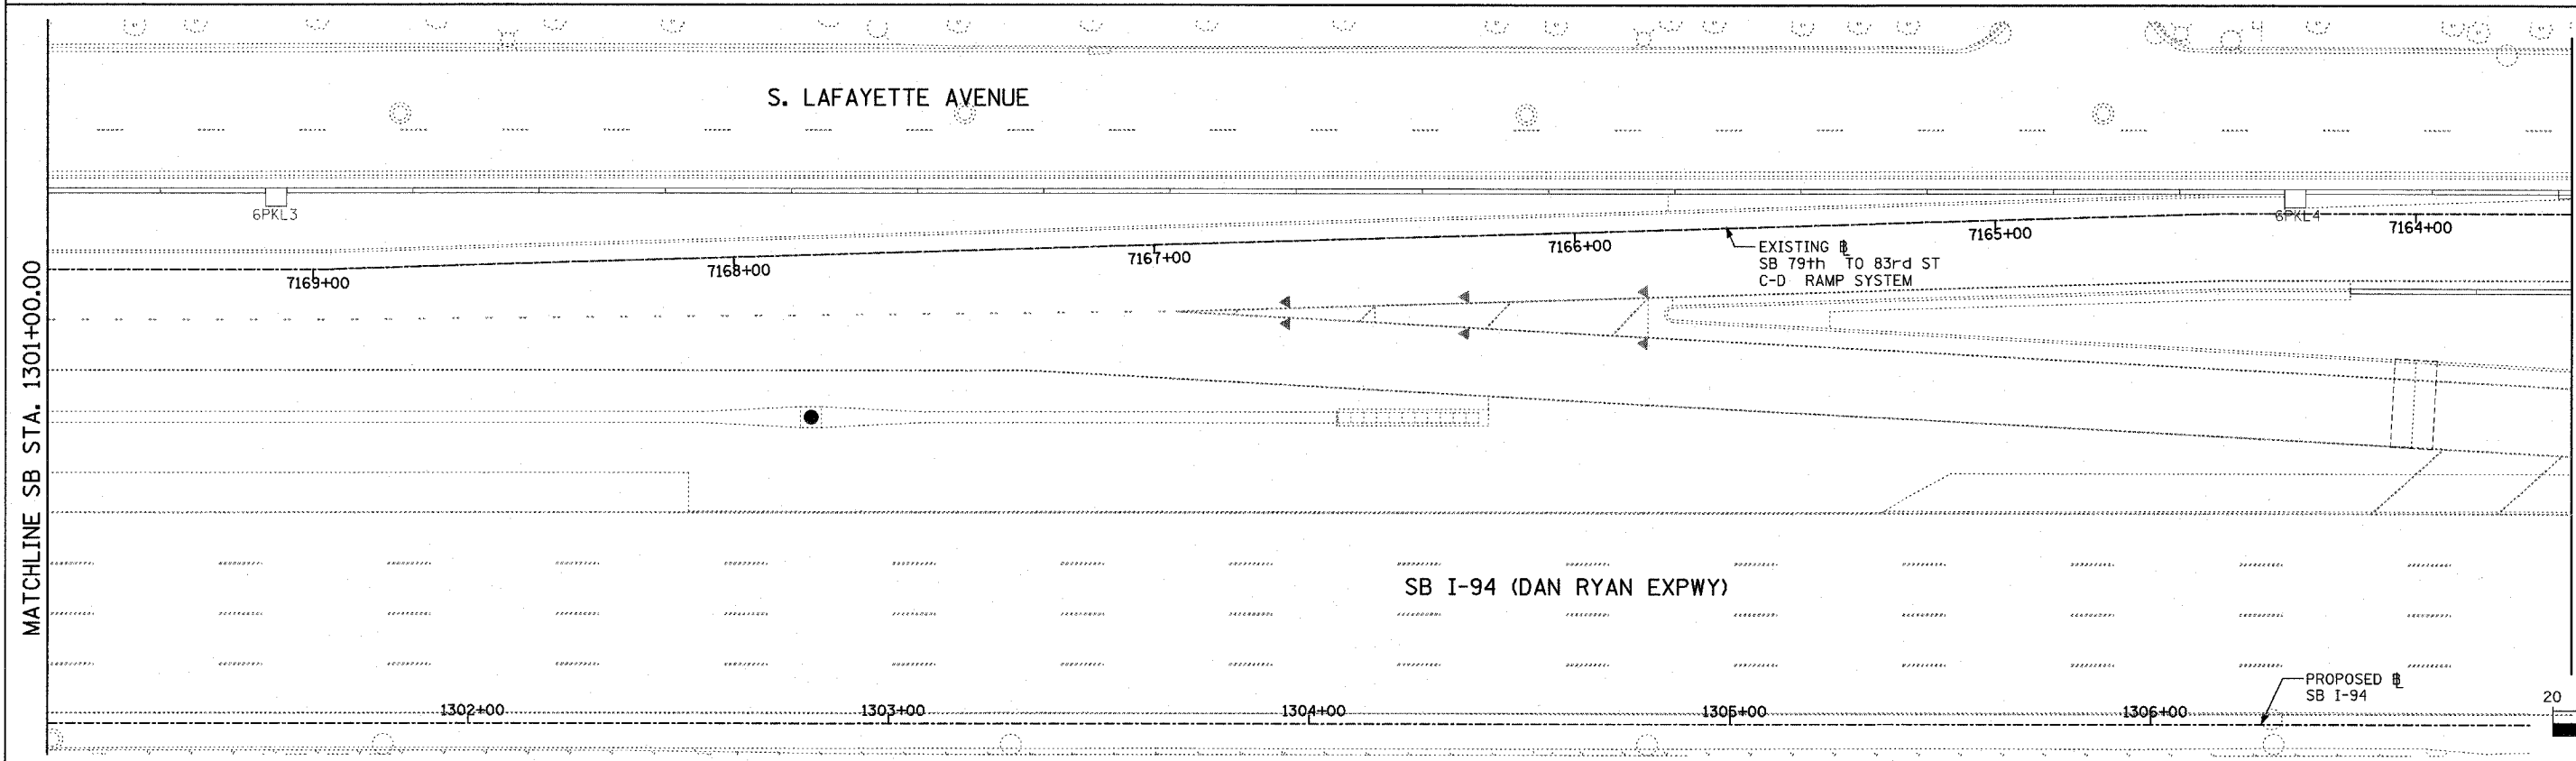 S. LAFAYETTE AVENUE
6PKL3
6PKL4
7169+00
7168+00
7167+00
7166+00
7165+00
7164+00
EXISTING ℄
SB 79th TO 83rd ST
C-D RAMP SYSTEM
MATCHLINE SB STA. 1301+00.00
SB I-94 (DAN RYAN EXPWY)
PROPOSED ℄
SB I-94
1302+00
1303+00
1304+00
1305+00
1306+00
20